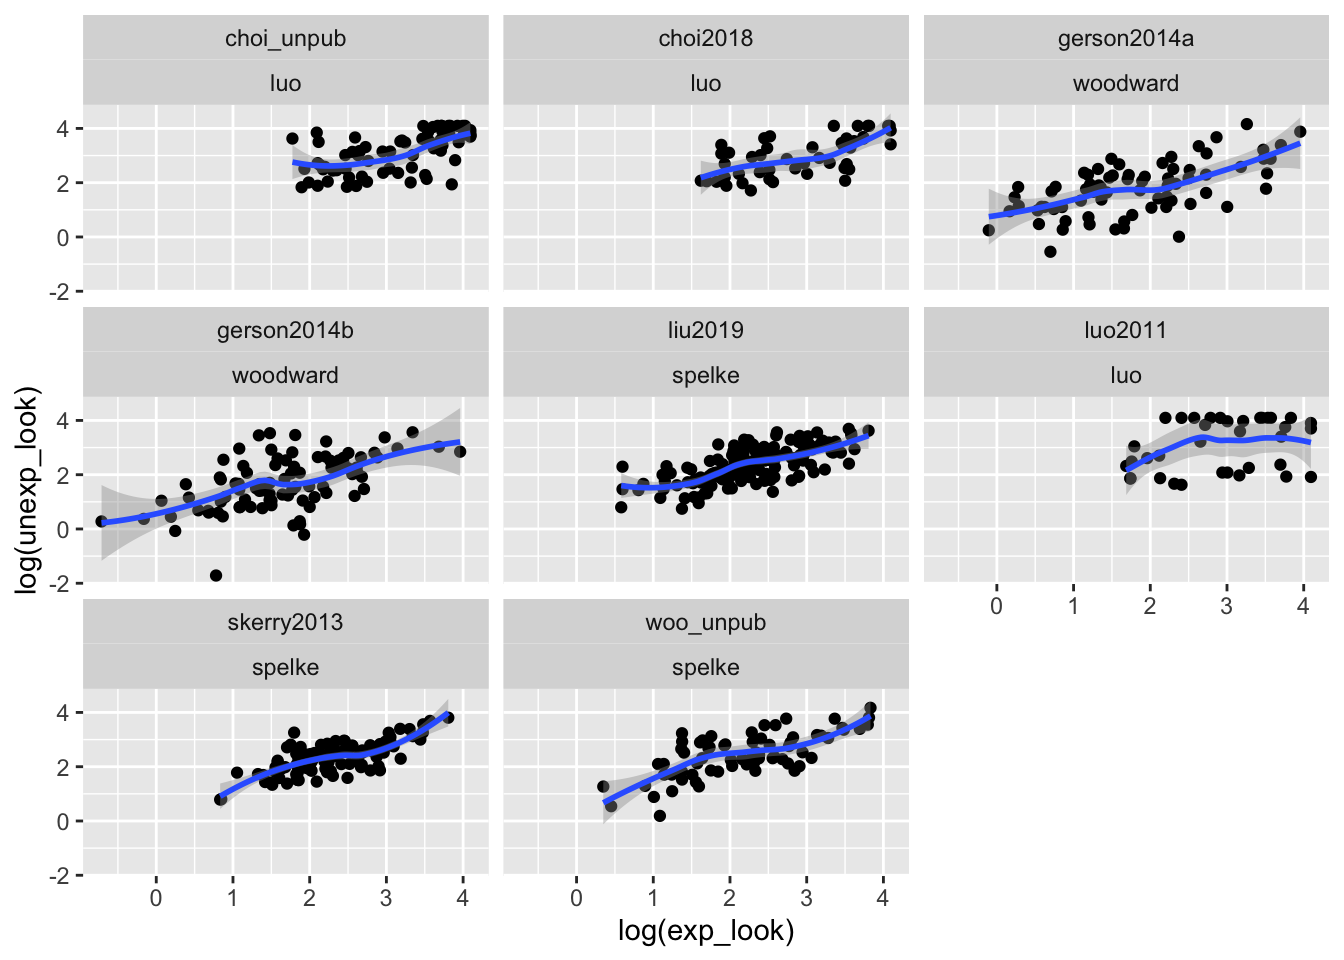 choi_unpub
luo
choi2018
luo
gerson2014a
woodward
4
2
0
-2
gerson2014b
woodward
liu2019
spelke
luo2011
luo
4
2
0
-2
0 1 2 3 4
skerry2013
spelke
woo_unpub
spelke
4
2
0
-2
0 1 2 3 4
0 1 2 3 4
log(exp_look)
log(unexp_look)